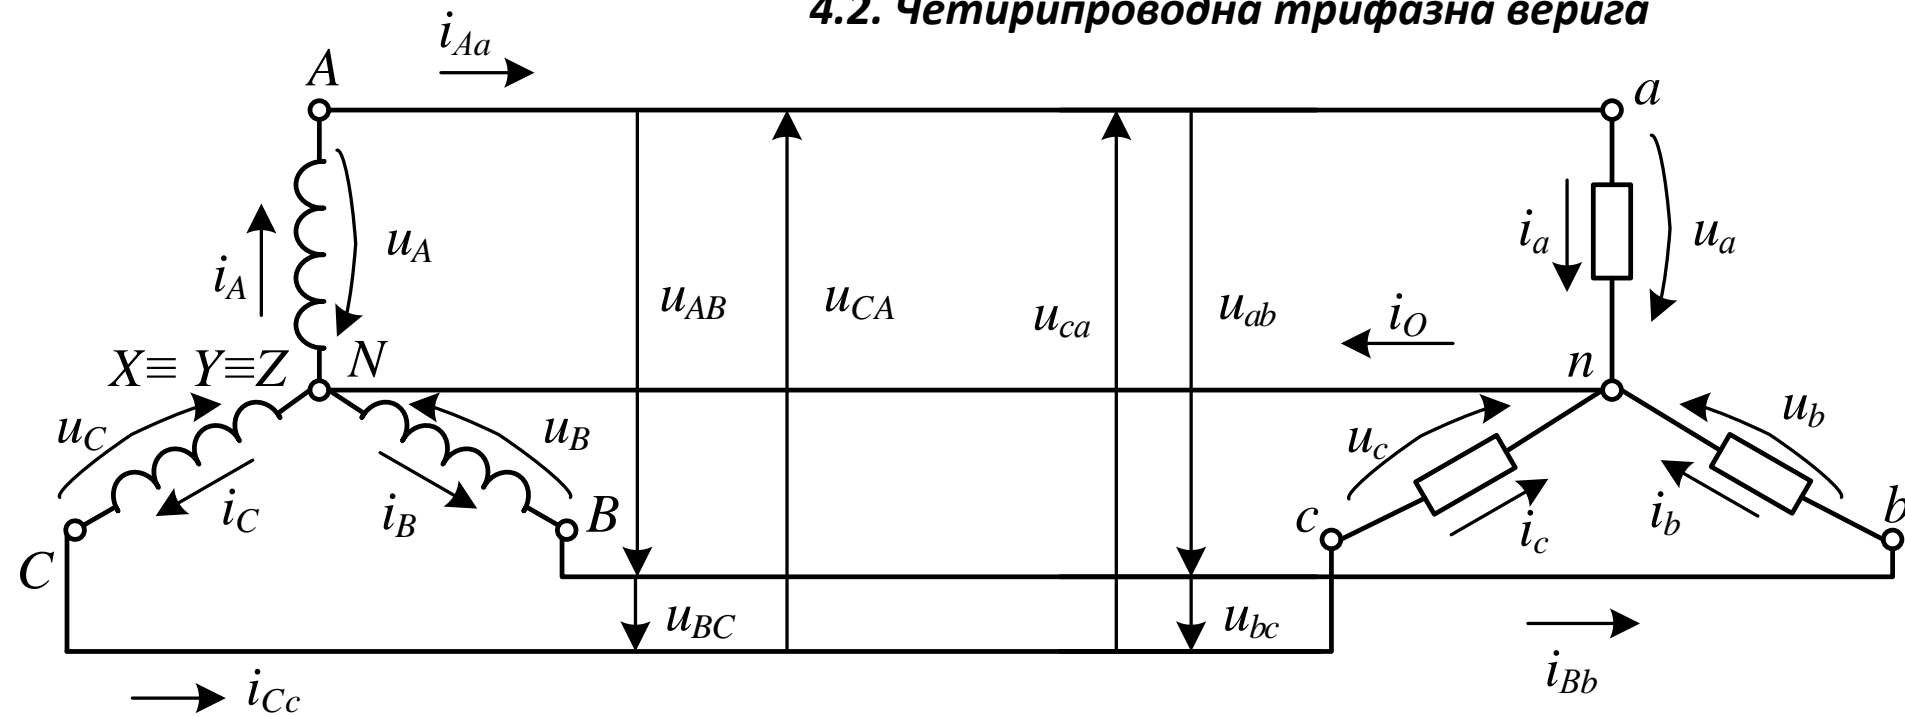 4.2. Четирипроводна трифазна верига
i_Aa
A
a
u_A
i_A
i_a
u_a
u_AB
u_CA
u_ca
u_ab
i_O
X≡ Y≡Z
N
n
u_C
u_B
u_c
u_b
i_C
i_B
B
c
i_c
i_b
b
C
u_BC
u_bc
i_Cc
i_Bb